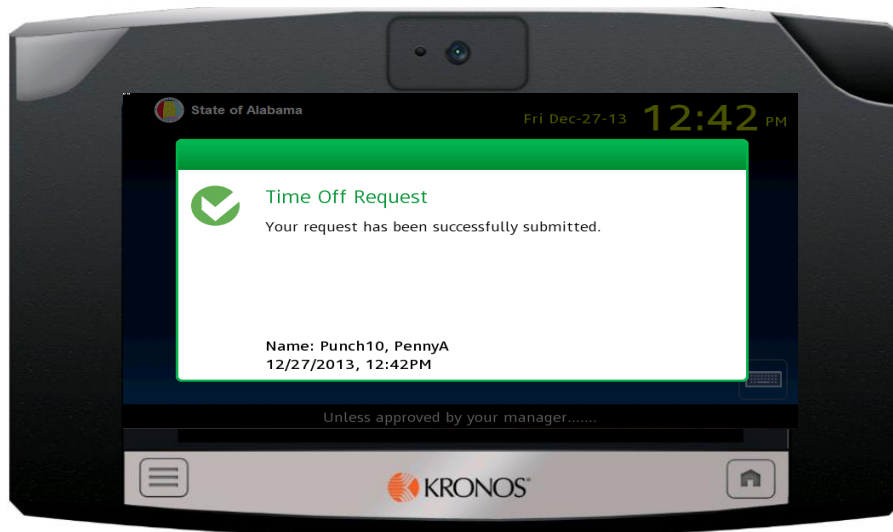 State of Alabama
Fri Dec-27-13 12:42 PM
Time Off Request
Your request has been successfully submitted.
Name: Punch10, PennyA
12/27/2013, 12:42PM
Unless approved by your manager.......
KRONOS